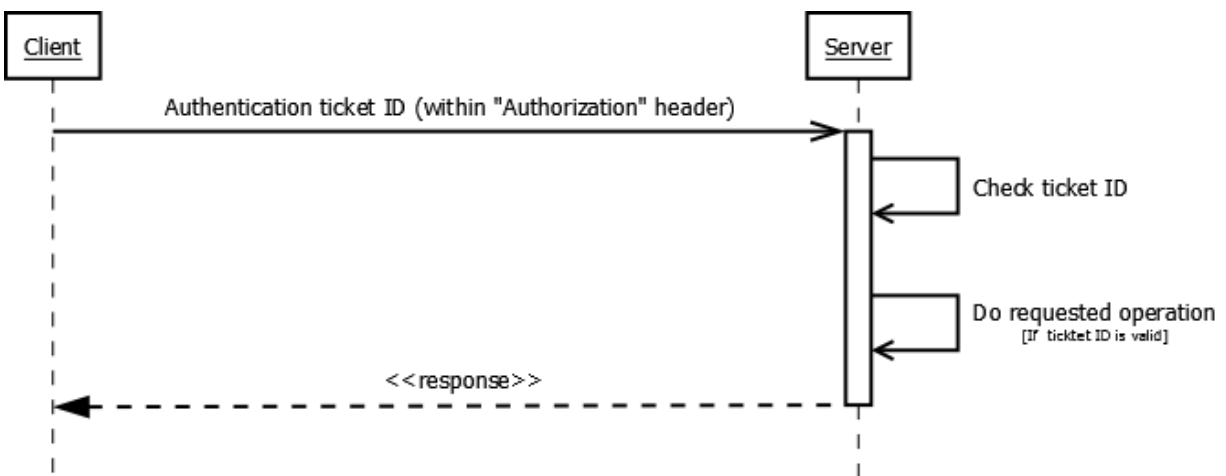 Client
Server
Authentication ticket ID (within "Authorization" header)
Check ticket ID
Do requested operation
[If ticktet ID is valid]
<<response>>